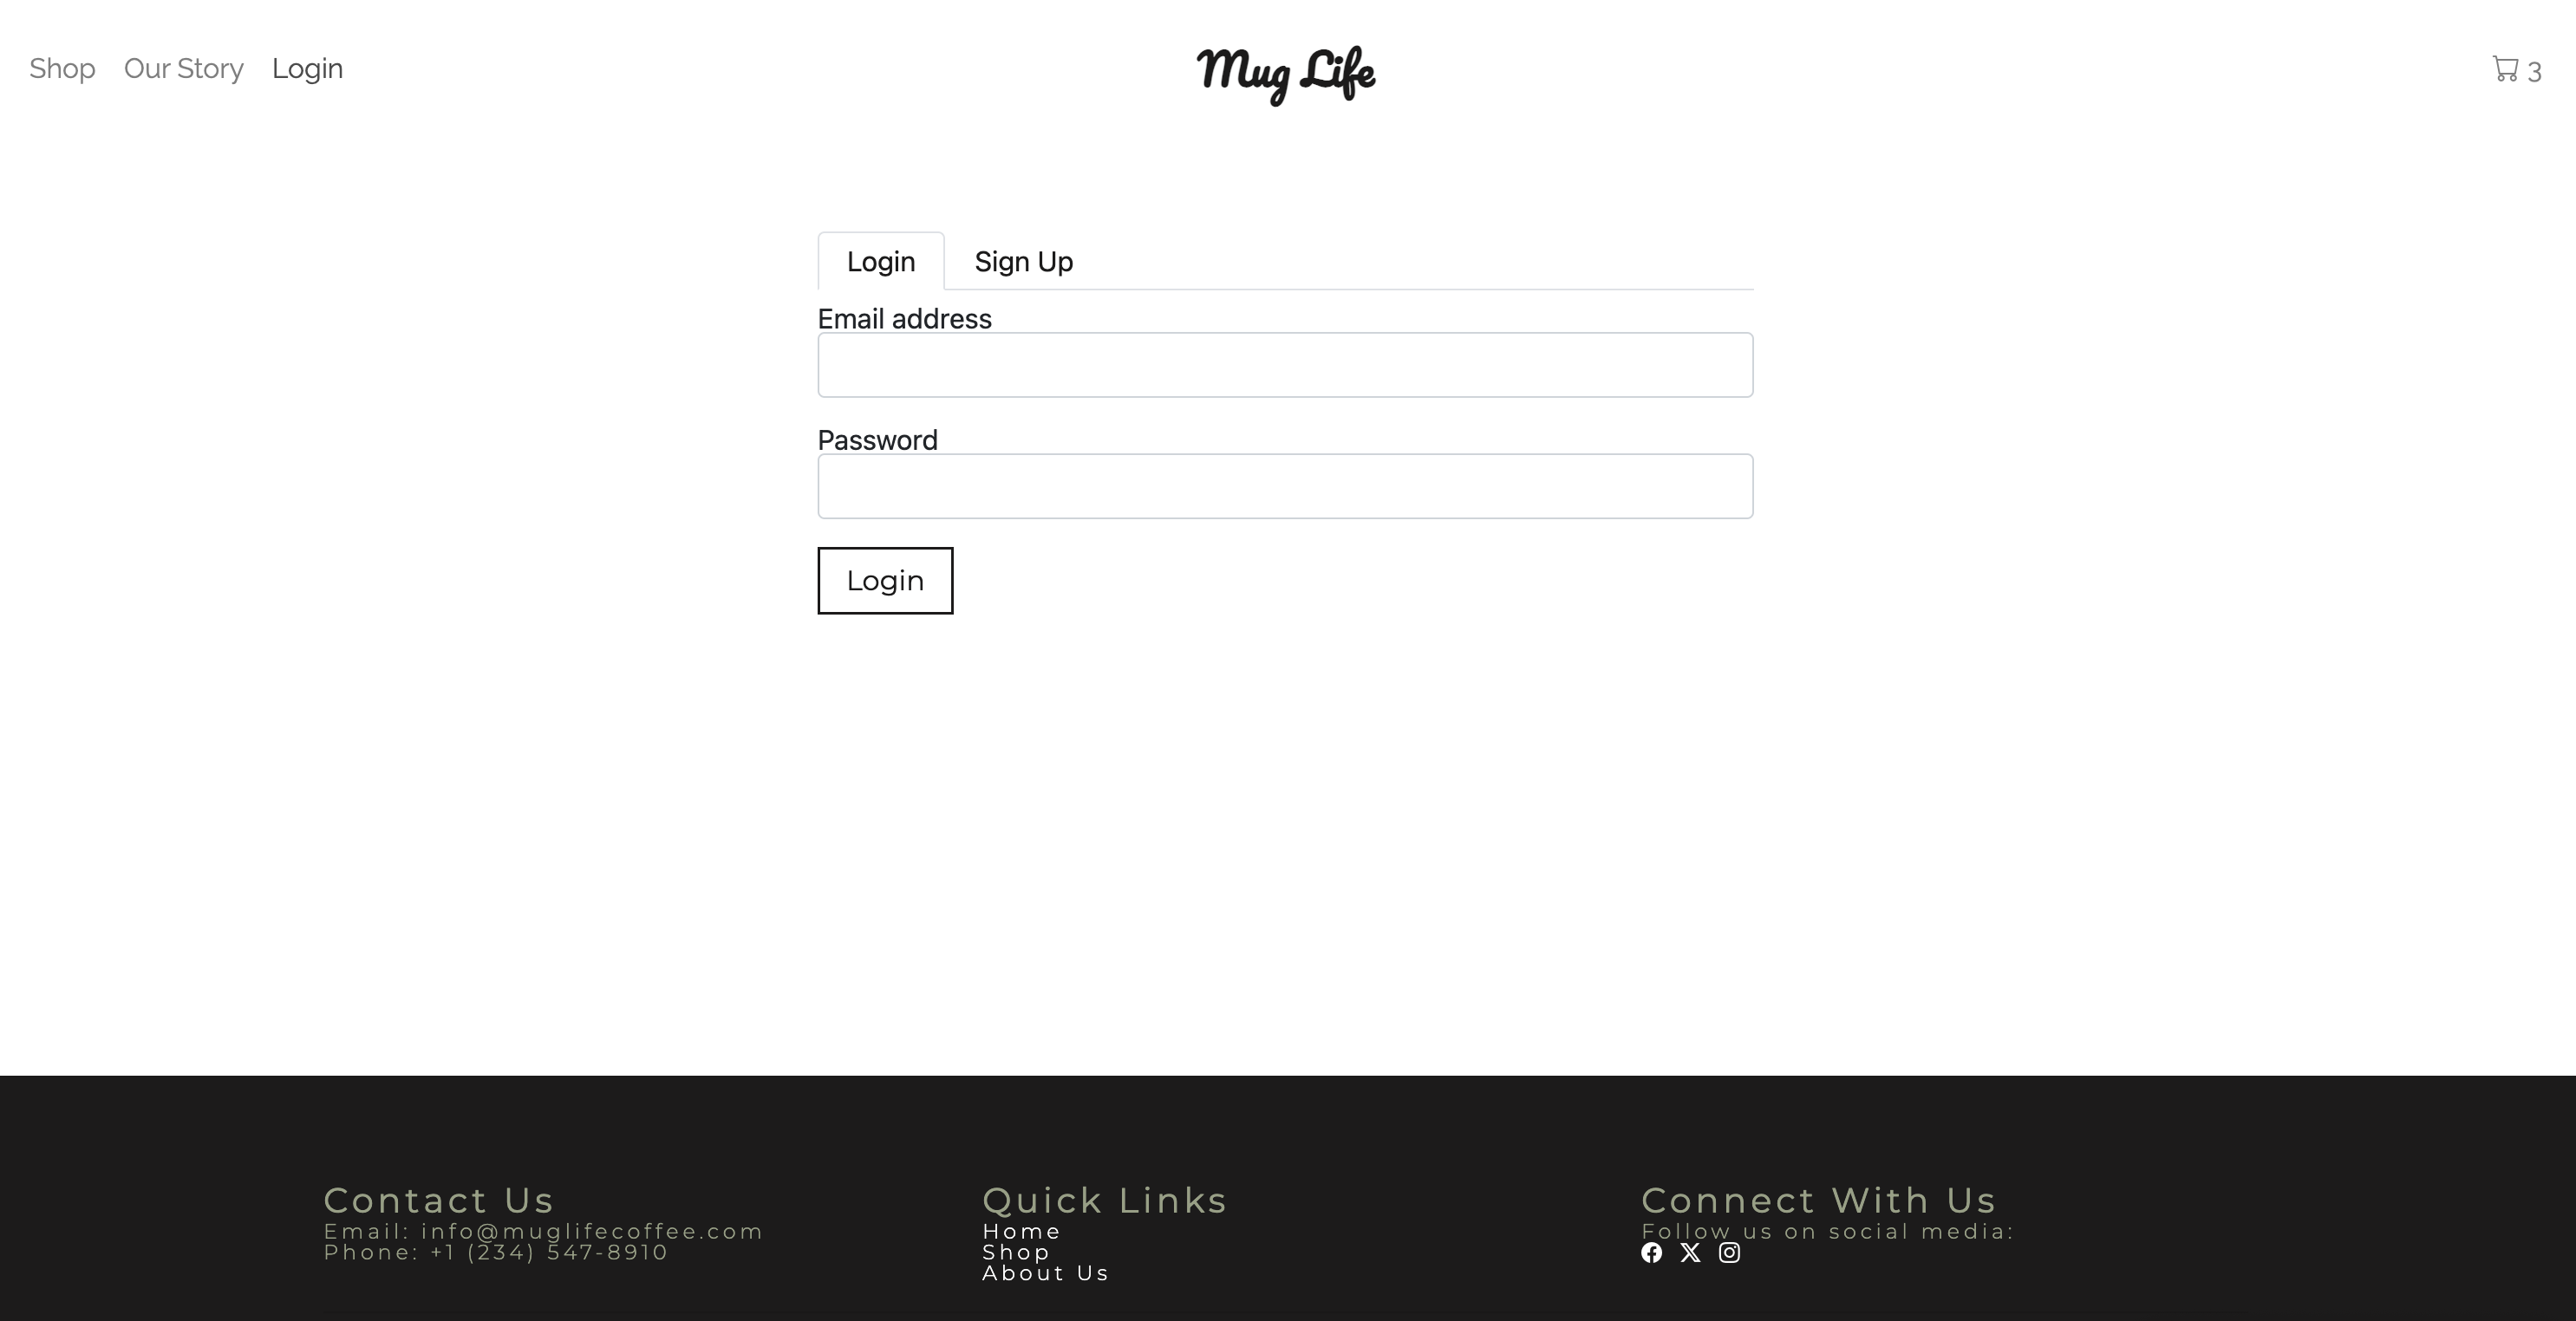 Shop Our Story Login Mug Life 3
Login Sign Up
Email address
Password
Login
Contact Us
Email: info@muglifecoffee.com
Phone: +1 (234) 547-8910
Quick Links
Home
Shop
About Us
Connect With Us
Follow us on social media: